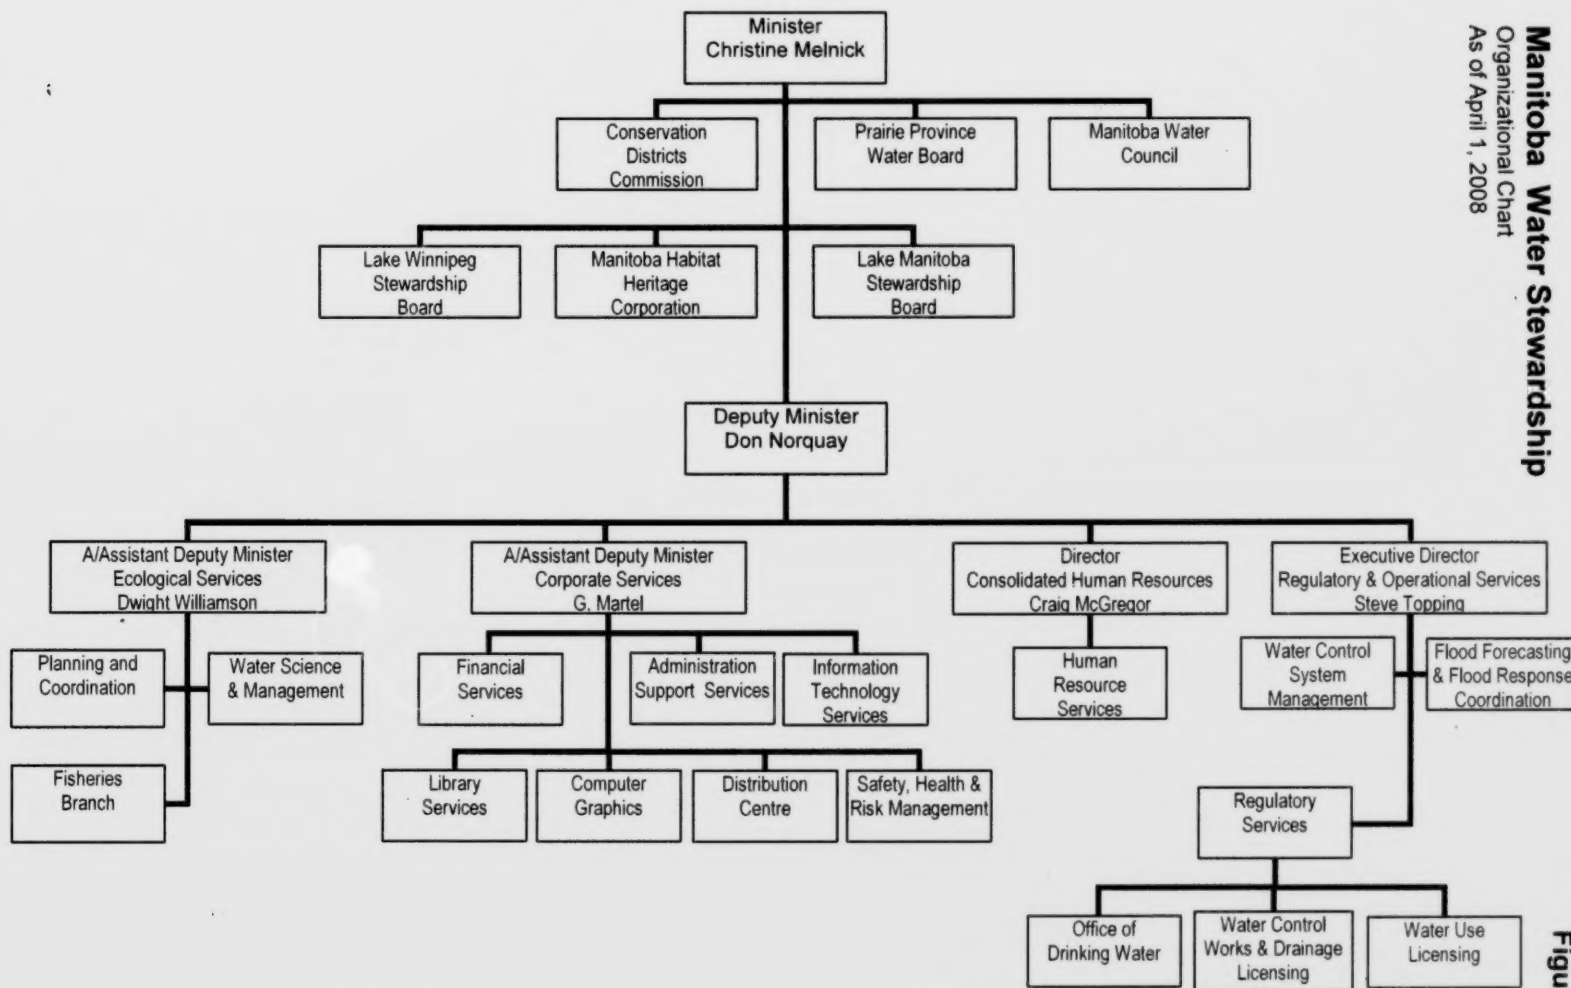 Manitoba Water Stewardship
Organizational Chart
As of April 1, 2008
Minister
Christine Melnick
Conservation
Districts
Commission
Prairie Province
Water Board
Manitoba Water
Council
Lake Winnipeg
Stewardship
Board
Manitoba Habitat
Heritage
Corporation
Lake Manitoba
Stewardship
Board
Deputy Minister
Don Norquay
A/Assistant Deputy Minister
Ecological Services
Dwight Williamson
A/Assistant Deputy Minister
Corporate Services
G. Martel
Director
Consolidated Human Resources
Craig McGregor
Executive Director
Regulatory & Operational Services
Steve Topping
Planning and
Coordination
Water Science
& Management
Fisheries
Branch
Financial
Services
Administration
Support Services
Information
Technology
Services
Library
Services
Computer
Graphics
Distribution
Centre
Safety, Health &
Risk Management
Human
Resource
Services
Water Control
System
Management
Flood Forecasting
& Flood Response
Coordination
Regulatory
Services
Office of
Drinking Water
Water Control
Works & Drainage
Licensing
Water Use
Licensing